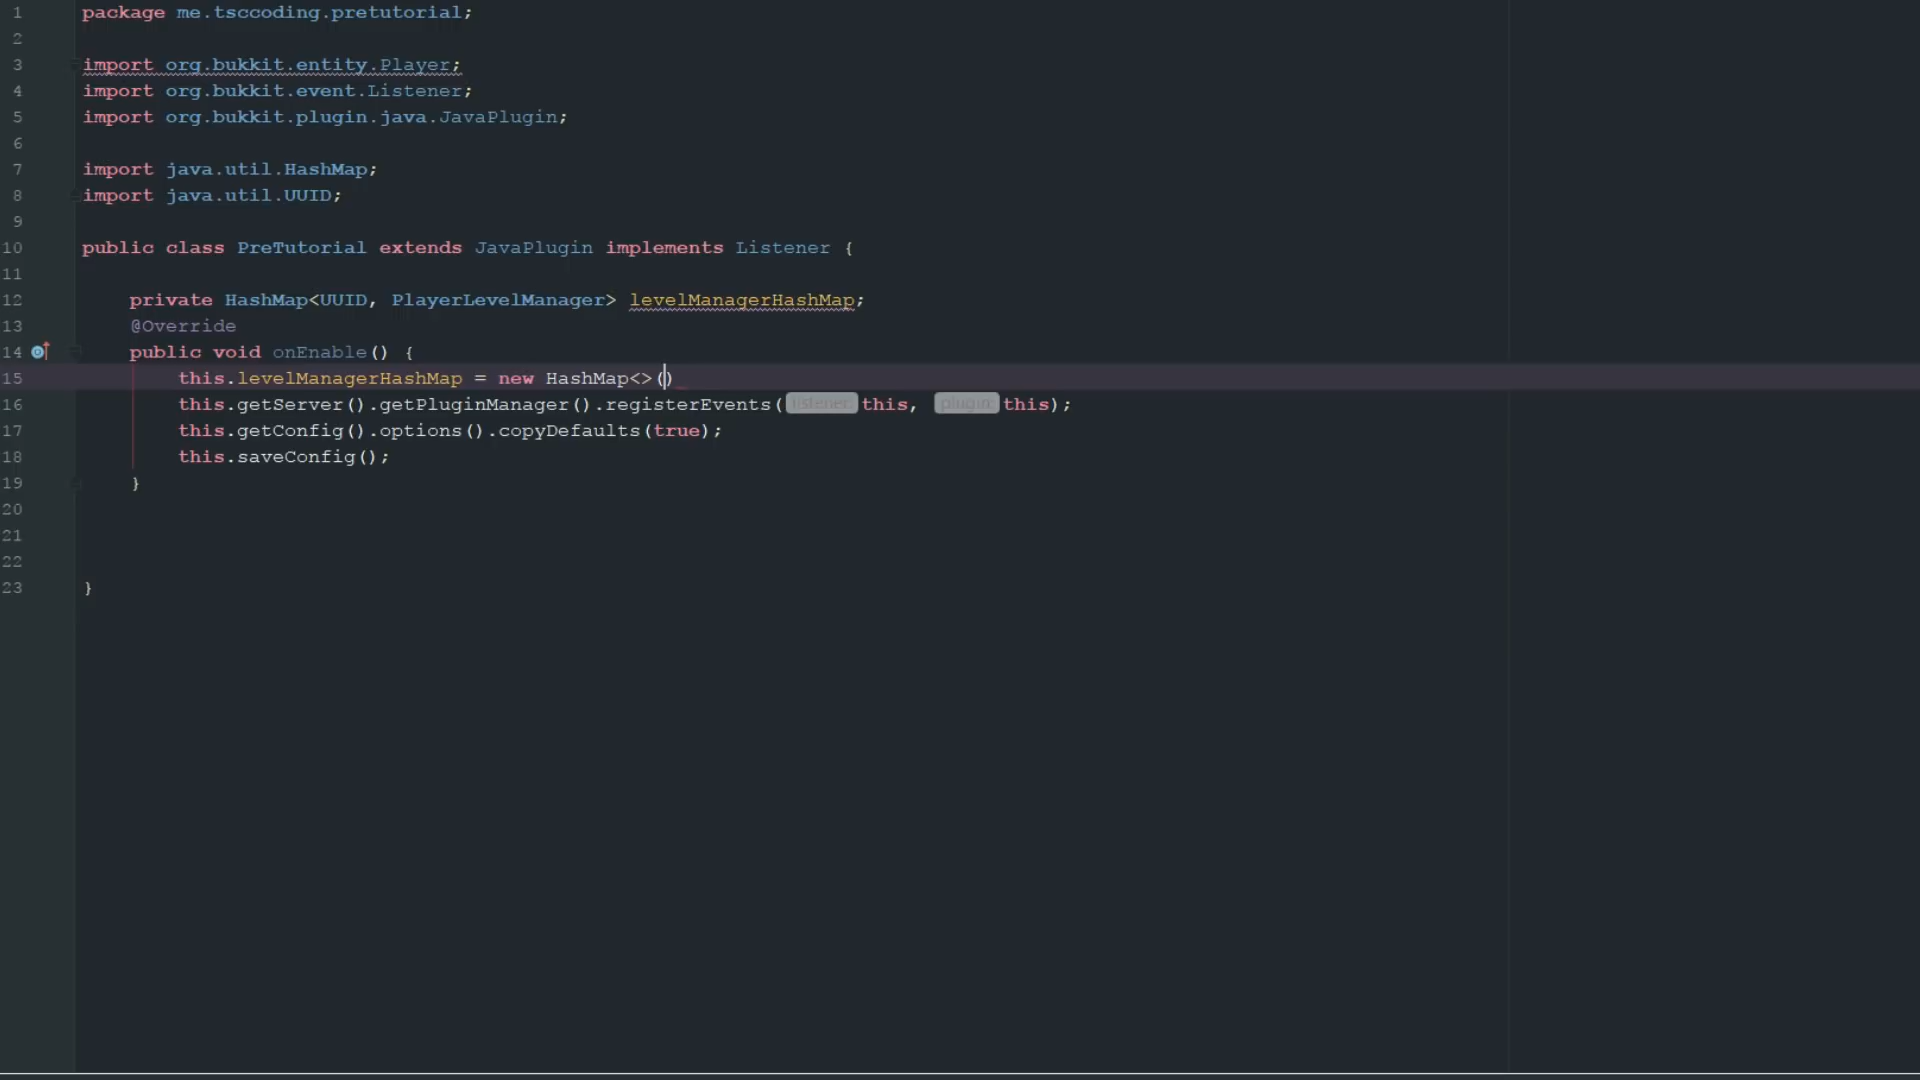 1 package me.tsccoding.pretutorial;
2
3 import org.bukkit.entity.Player;
4 import org.bukkit.event.Listener;
5 import org.bukkit.plugin.java.JavaPlugin;
6
7 import java.util.HashMap;
8 import java.util.UUID;
9
10 public class PreTutorial extends JavaPlugin implements Listener {
11
12 private HashMap<UUID, PlayerLevelManager> levelManagerHashMap;
13 @Override
14 public void onEnable() {
15 this.levelManagerHashMap = new HashMap<>()
16 this.getServer().getPluginManager().registerEvents( listener: this, plugin: this);
17 this.getConfig().options().copyDefaults(true);
18 this.saveConfig();
19 }
20
21
22
23 }